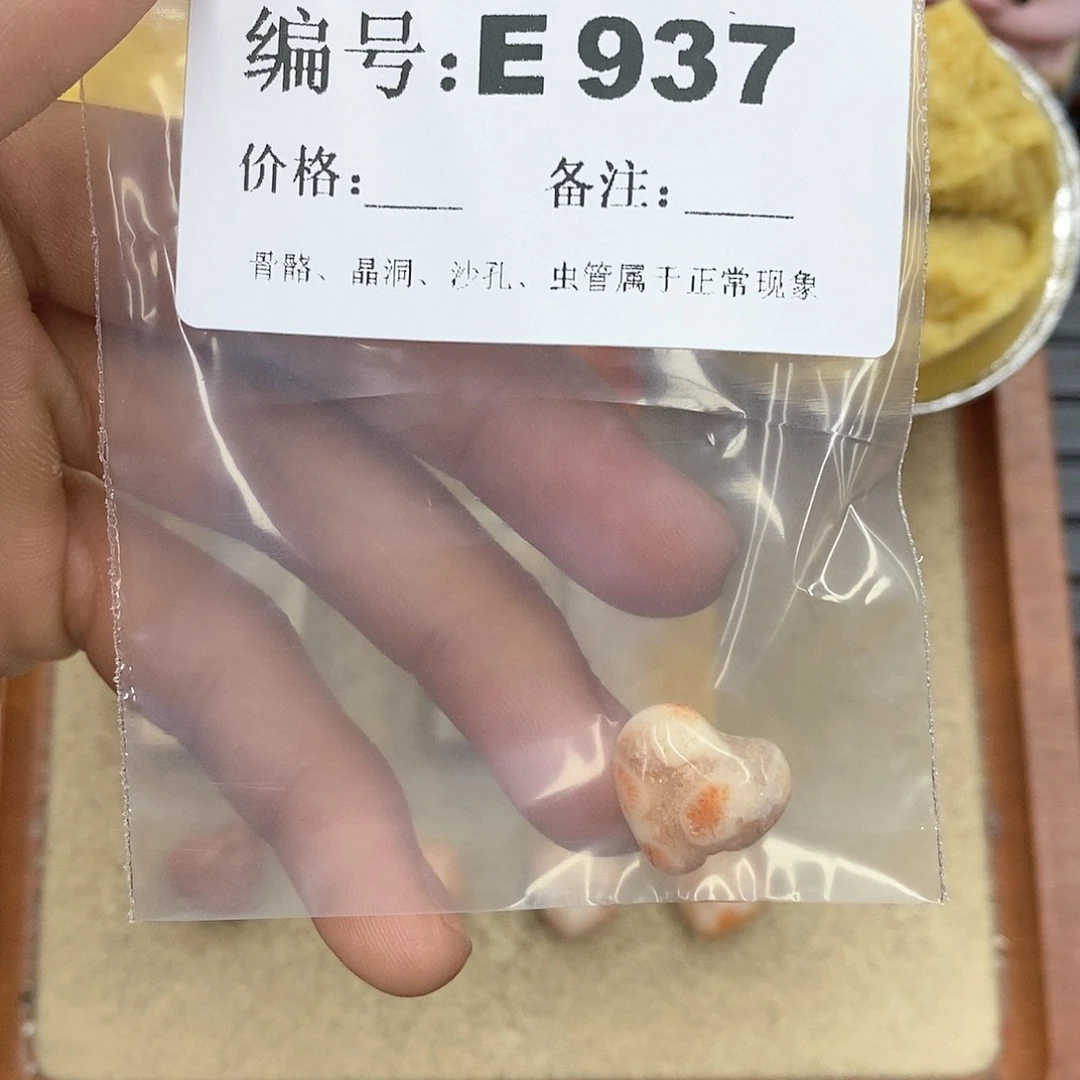 编号:E 937
价格:____ 备注:____
骨骼、晶洞、沙孔、虫管属于正常现象